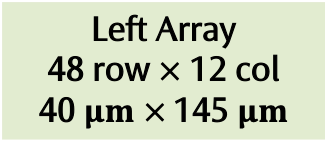 Left Array
48 row × 12 col
40 μm × 145 μm